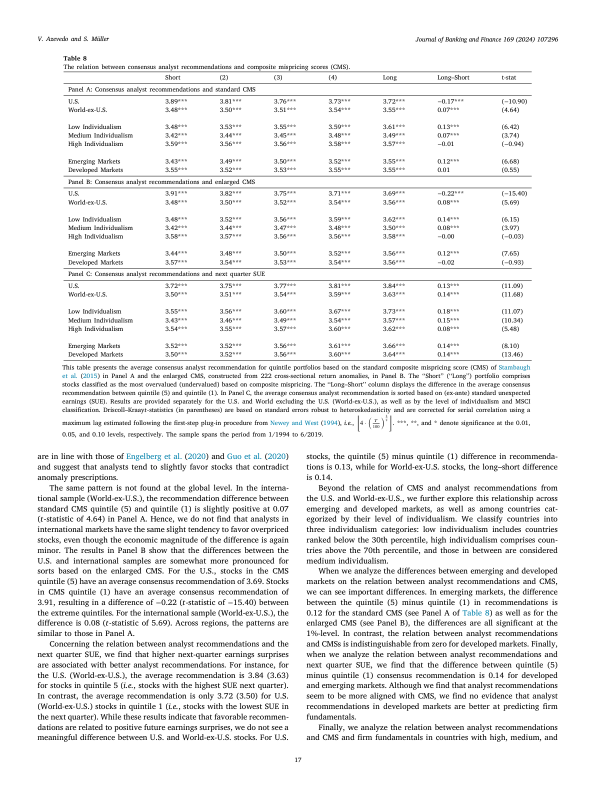 V. Azevedo and S. Müller
Journal of Banking and Finance 169 (2024) 107296
Table 8
The relation between consensus analyst recommendations and composite mispricing scores (CMS).
Short (2) (3) (4) Long Long–Short t-stat
Panel A: Consensus analyst recommendations and standard CMS
U.S. 3.89*** 3.81*** 3.76*** 3.73*** 3.72*** −0.17*** (−10.90)
World-ex-U.S. 3.48*** 3.50*** 3.51*** 3.54*** 3.55*** 0.07*** (4.64)
Low Individualism 3.48*** 3.53*** 3.55*** 3.59*** 3.61*** 0.13*** (6.42)
Medium Individualism 3.42*** 3.44*** 3.45*** 3.48*** 3.49*** 0.07*** (3.74)
High Individualism 3.59*** 3.56*** 3.56*** 3.58*** 3.57*** −0.01 (−0.94)
Emerging Markets 3.43*** 3.49*** 3.50*** 3.52*** 3.55*** 0.12*** (6.68)
Developed Markets 3.55*** 3.52*** 3.53*** 3.55*** 3.55*** 0.01 (0.55)
Panel B: Consensus analyst recommendations and enlarged CMS
U.S. 3.91*** 3.82*** 3.75*** 3.71*** 3.69*** −0.22*** (−15.40)
World-ex-U.S. 3.48*** 3.50*** 3.52*** 3.54*** 3.56*** 0.08*** (5.69)
Low Individualism 3.48*** 3.52*** 3.56*** 3.59*** 3.62*** 0.14*** (6.15)
Medium Individualism 3.42*** 3.44*** 3.47*** 3.48*** 3.50*** 0.08*** (3.97)
High Individualism 3.58*** 3.57*** 3.56*** 3.56*** 3.58*** −0.00 (−0.03)
Emerging Markets 3.44*** 3.48*** 3.50*** 3.52*** 3.56*** 0.12*** (7.65)
Developed Markets 3.57*** 3.54*** 3.53*** 3.54*** 3.56*** −0.02 (−0.93)
Panel C: Consensus analyst recommendations and next quarter SUE
U.S. 3.72*** 3.75*** 3.77*** 3.81*** 3.84*** 0.13*** (11.09)
World-ex-U.S. 3.50*** 3.51*** 3.54*** 3.59*** 3.63*** 0.14*** (11.68)
Low Individualism 3.55*** 3.56*** 3.60*** 3.67*** 3.73*** 0.18*** (11.07)
Medium Individualism 3.43*** 3.46*** 3.49*** 3.54*** 3.57*** 0.15*** (10.34)
High Individualism 3.54*** 3.55*** 3.57*** 3.60*** 3.62*** 0.08*** (5.48)
Emerging Markets 3.52*** 3.52*** 3.56*** 3.61*** 3.66*** 0.14*** (8.10)
Developed Markets 3.50*** 3.52*** 3.56*** 3.60*** 3.64*** 0.14*** (13.46)
This table presents the average consensus analyst recommendation for quintile portfolios based on the standard composite mispricing score (CMS) of Stambaugh
et al. (2015) in Panel A and the enlarged CMS, constructed from 222 cross-sectional return anomalies, in Panel B. The "Short" ("Long") portfolio comprises
stocks classified as the most overvalued (undervalued) based on composite mispricing. The "Long–Short" column displays the difference in the average consensus
recommendation between quintile (5) and quintile (1). In Panel C, the average consensus analyst recommendation is sorted based on (ex-ante) standard unexpected
earnings (SUE). Results are provided separately for the U.S. and World excluding the U.S. (World-ex-U.S.), as well as by the level of individualism and MSCI
classification. Driscoll–Kraayt-statistics (in parentheses) are based on standard errors robust to heteroskedasticity and are corrected for serial correlation using a
maximum lag estimated following the first-step plug-in procedure from Newey and West (1994), i.e., ⌊4 · (T/100)^(2/9)⌋. ***, **, and * denote significance at the 0.01,
0.05, and 0.10 levels, respectively. The sample spans the period from 1/1994 to 6/2019.
are in line with those of Engelberg et al. (2020) and Guo et al. (2020)
and suggest that analysts tend to slightly favor stocks that contradict
anomaly prescriptions.
The same pattern is not found at the global level. In the interna-
tional sample (World-ex-U.S.), the recommendation difference between
standard CMS quintile (5) and quintile (1) is slightly positive at 0.07
(t-statistic of 4.64) in Panel A. Hence, we do not find that analysts in
international markets have the same slight tendency to favor overpriced
stocks, even though the economic magnitude of the difference is again
minor. The results in Panel B show that the differences between the
U.S. and international samples are somewhat more pronounced for
sorts based on the enlarged CMS. For the U.S., stocks in the CMS
quintile (5) have an average consensus recommendation of 3.69. Stocks
in CMS quintile (1) have an average consensus recommendation of
3.91, resulting in a difference of −0.22 (t-statistic of −15.40) between
the extreme quintiles. For the international sample (World-ex-U.S.), the
difference is 0.08 (t-statistic of 5.69). Across regions, the patterns are
similar to those in Panel A.
Concerning the relation between analyst recommendations and the
next quarter SUE, we find that higher next-quarter earnings surprises
are associated with better analyst recommendations. For instance, for
the U.S. (World-ex-U.S.), the average recommendation is 3.84 (3.63)
for stocks in quintile 5 (i.e., stocks with the highest SUE next quarter).
In contrast, the average recommendation is only 3.72 (3.50) for U.S.
(World-ex-U.S.) stocks in quintile 1 (i.e., stocks with the lowest SUE in
the next quarter). While these results indicate that favorable recommen-
dations are related to positive future earnings surprises, we do not see a
meaningful difference between U.S. and World-ex-U.S. stocks. For U.S.
stocks, the quintile (5) minus quintile (1) difference in recommenda-
tions is 0.13, while for World-ex-U.S. stocks, the long–short difference
is 0.14.
Beyond the relation of CMS and analyst recommendations from
the U.S. and World-ex-U.S., we further explore this relationship across
emerging and developed markets, as well as among countries cat-
egorized by their level of individualism. We classify countries into
three individualism categories: low individualism includes countries
ranked below the 30th percentile, high individualism comprises coun-
tries above the 70th percentile, and those in between are considered
medium individualism.
When we analyze the differences between emerging and developed
markets on the relation between analyst recommendations and CMS,
we can see important differences. In emerging markets, the difference
between the quintile (5) minus quintile (1) in recommendations is
0.12 for the standard CMS (see Panel A of Table 8) as well as for the
enlarged CMS (see Panel B), the differences are all significant at the
1%-level. In contrast, the relation between analyst recommendations
and CMS is indistinguishable from zero for developed markets. Finally,
when we analyze the relation between analyst recommendations and
next quarter SUE, we find that the difference between quintile (5)
minus quintile (1) consensus recommendation is 0.14 for developed
and emerging markets. Although we find that analyst recommendations
seem to be more aligned with CMS, we find no evidence that analyst
recommendations in developed markets are better at predicting firm
fundamentals.
Finally, we analyze the relation between analyst recommendations
and CMS and firm fundamentals in countries with high, medium, and
17